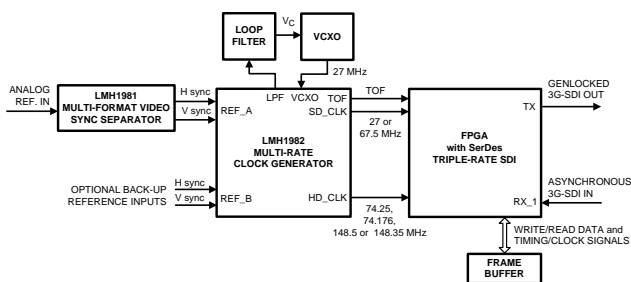 LOOP
FILTER
VC
VCXO
27 MHz
ANALOG
REF. IN
LMH1981
MULTI-FORMAT VIDEO
SYNC SEPARATOR
H sync
V sync
LPF VCXO
TOF
REF_A
SD_CLK
LMH1982
MULTI-RATE
CLOCK GENERATOR
TOF
27 or
67.5 MHz
FPGA
with SerDes
TRIPLE-RATE SDI
TX
GENLOCKED
3G-SDI OUT
OPTIONAL BACK-UP
REFERENCE INPUTS
H sync
V sync
REF_B
HD_CLK
74.25,
74.176,
148.5 or 148.35 MHz
RX_1
ASYNCHRONOUS
3G-SDI IN
WRITE/READ DATA and
TIMING/CLOCK SIGNALS
FRAME
BUFFER